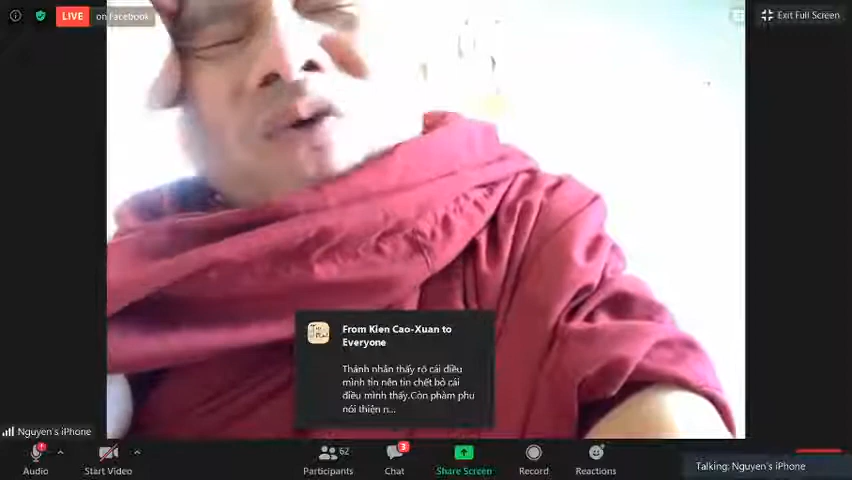 LIVE on Facebook
Exit Full Screen
From Kien Cao-Xuan to
Everyone
Thánh nhân thấy rõ cái điều
mình tin nên tin chết bỏ cái
điều mình thấy.Còn phàm phu
nói thiện n...
Nguyen's iPhone
Audio
Start Video
Participants
62
Chat
3
Share Screen
Record
Reactions
Talking: Nguyen's iPhone